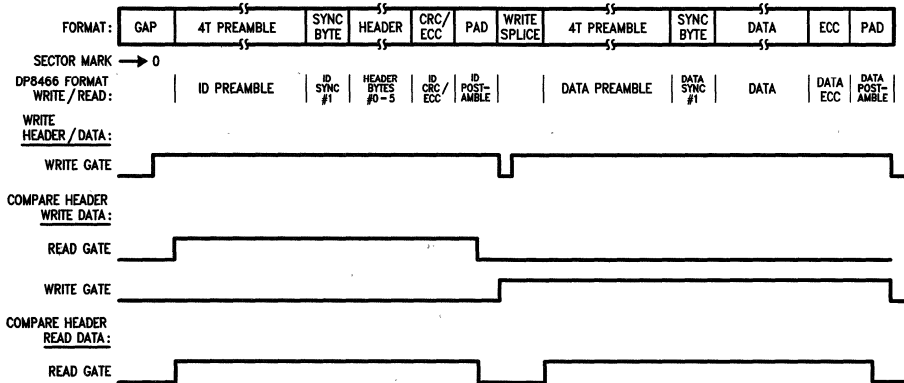 FORMAT: GAP 4T PREAMBLE SYNC BYTE HEADER CRC/ECC PAD WRITE SPLICE 4T PREAMBLE SYNC BYTE DATA ECC PAD
SECTOR MARK 0
DP8466 FORMAT WRITE/READ: ID PREAMBLE ID SYNC #1 HEADER BYTES #0-5 ID CRC/ECC ID POST-AMBLE DATA PREAMBLE DATA SYNC #1 DATA DATA ECC DATA POST-AMBLE
WRITE
HEADER/DATA:
WRITE GATE
COMPARE HEADER
WRITE DATA:
READ GATE
WRITE GATE
COMPARE HEADER
READ DATA:
READ GATE